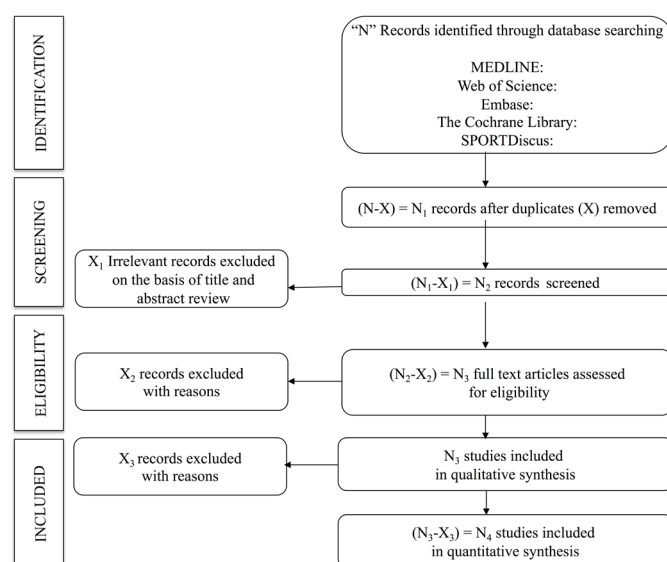 IDENTIFICATION
“N” Records identified through database searching
MEDLINE:
Web of Science:
Embase:
The Cochrane Library:
SPORTDiscus:
SCREENING
(N-X) = N₁ records after duplicates (X) removed
X₁ Irrelevant records excluded
on the basis of title and
abstract review
(N₁-X₁) = N₂ records screened
ELIGIBILITY
X₂ records excluded
with reasons
(N₂-X₂) = N₃ full text articles assessed
for eligibility
INCLUDED
X₃ records excluded
with reasons
N₃ studies included
in qualitative synthesis
(N₃-X₃) = N₄ studies included
in quantitative synthesis